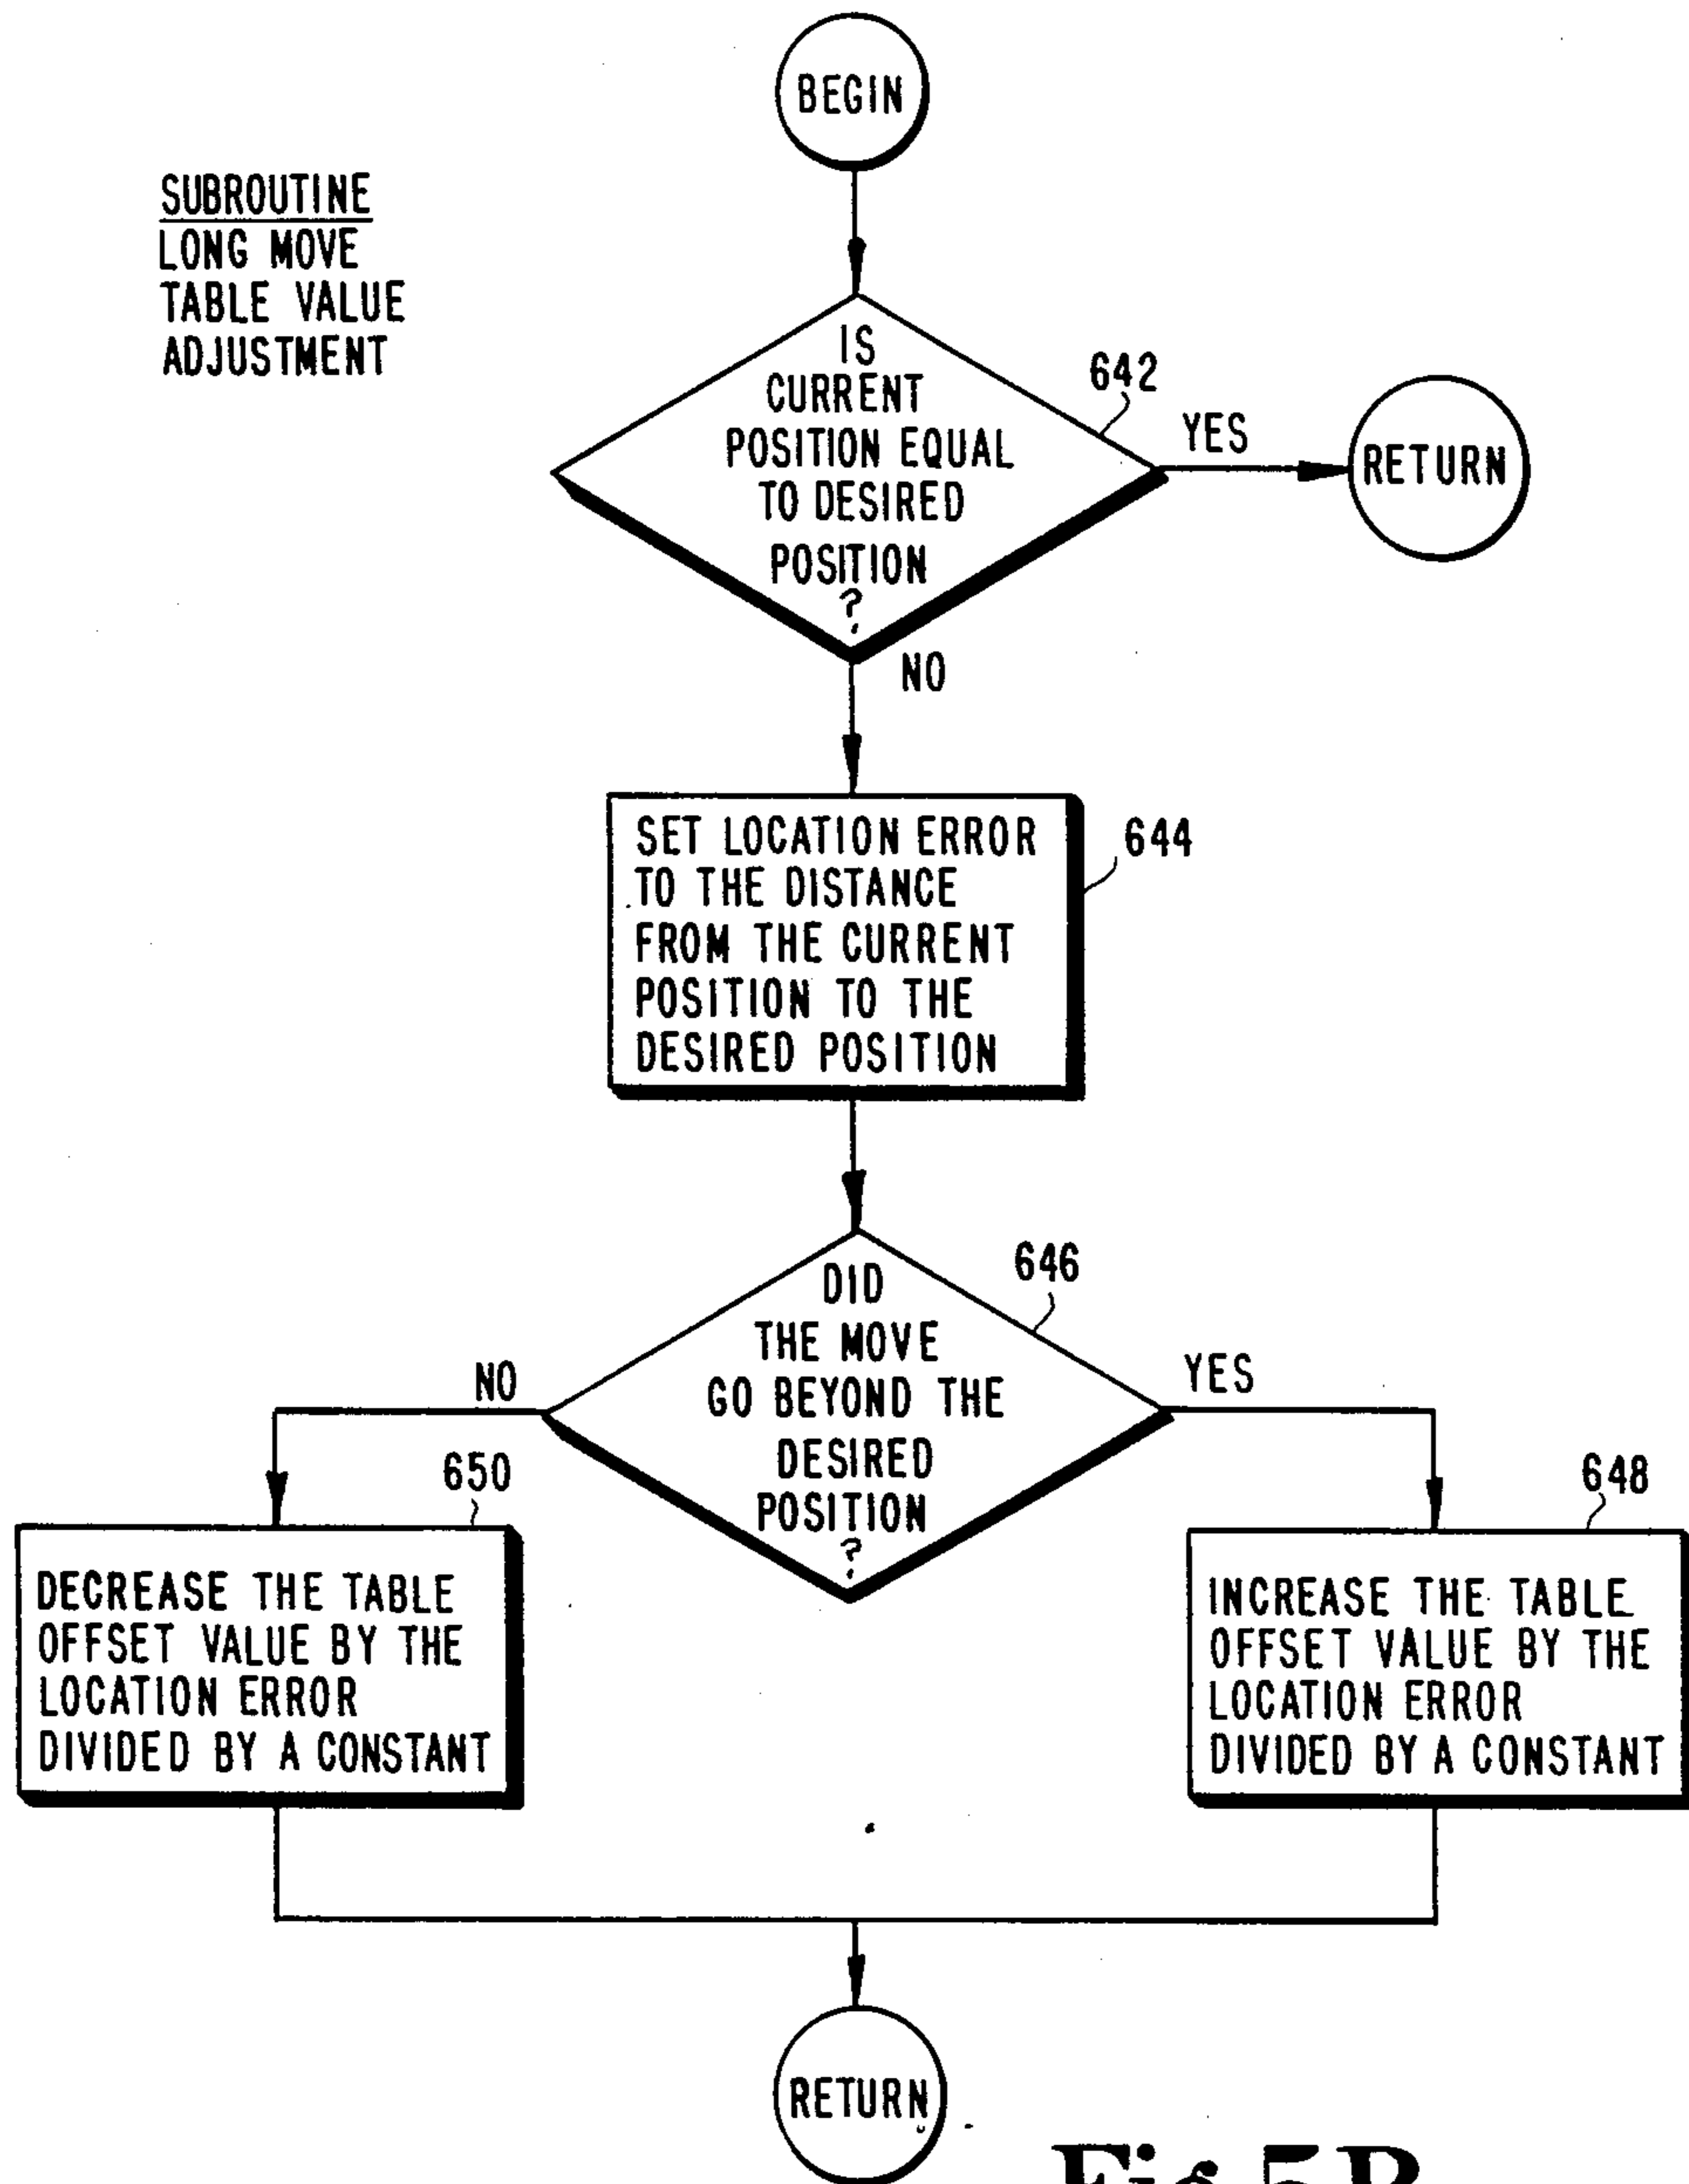 BEGIN
SUBROUTINE
LONG MOVE
TABLE VALUE
ADJUSTMENT
IS
CURRENT
POSITION EQUAL
TO DESIRED
POSITION
?
642
YES
RETURN
NO
SET LOCATION ERROR
TO THE DISTANCE
FROM THE CURRENT
POSITION TO THE
DESIRED POSITION
644
DID
THE MOVE
GO BEYOND THE
DESIRED
POSITION
?
646
NO
YES
650
DECREASE THE TABLE
OFFSET VALUE BY THE
LOCATION ERROR
DIVIDED BY A CONSTANT
648
INCREASE THE TABLE
OFFSET VALUE BY THE
LOCATION ERROR
DIVIDED BY A CONSTANT
RETURN
Fig 5B